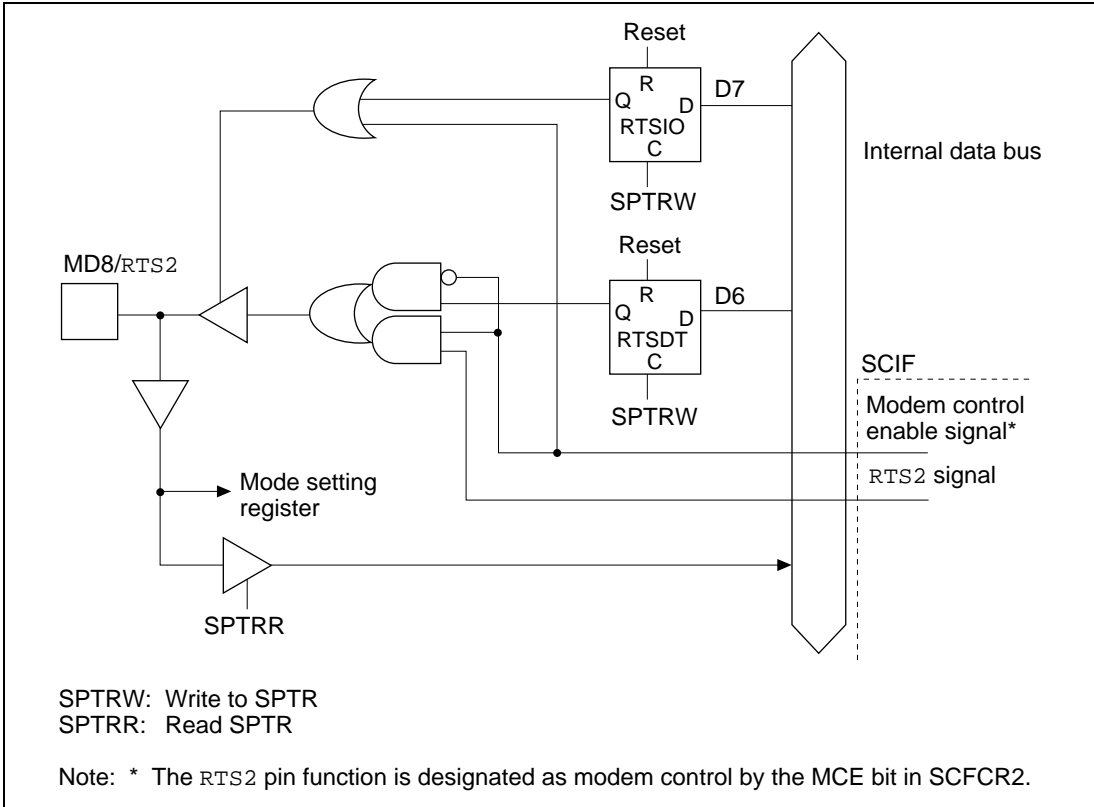 Reset
R
Q
D
D7
RTSIO
C
SPTRW
Internal data bus
MD8/RTS2
Reset
R
Q
D
D6
RTSDT
C
SPTRW
SCIF
Modem control
enable signal*
RTS2 signal
Mode setting
register
SPTRR
SPTRW: Write to SPTR
SPTRR: Read SPTR
Note: * The RTS2 pin function is designated as modem control by the MCE bit in SCFCR2.